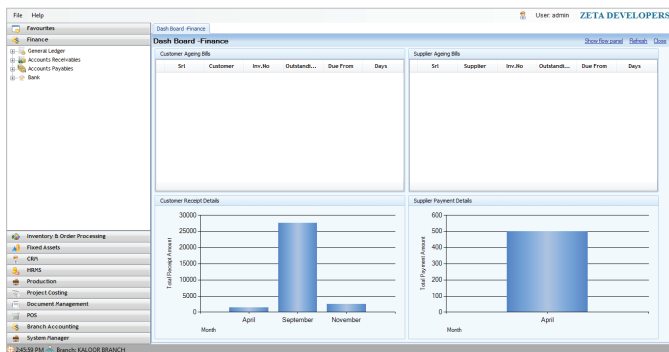 File Help User: admin ZETA DEVELOPERS
Favourites
Finance
General Ledger
Accounts Receivables
Accounts Payables
Bank
Inventory & Order Processing
Fixed Assets
CRM
HRMS
Production
Project Costing
Document Management
POS
Branch Accounting
System Manager
Dash Board -Finance
Dash Board -Finance Show flow panel Refresh Close
Customer Ageing Bills
Srl Customer Inv.No Outstandi... Due From Days
Supplier Ageing Bills
Srl Supplier Inv.No Outstandi... Due From Days
Customer Receipt Details
Total Receipt Amount
30000
25000
20000
15000
10000
5000
0
April September November
Month
Supplier Payment Details
Total Payment Amount
600
500
400
300
200
100
0
April
Month
2:45:59 PM Branch: KALOOR BRANCH